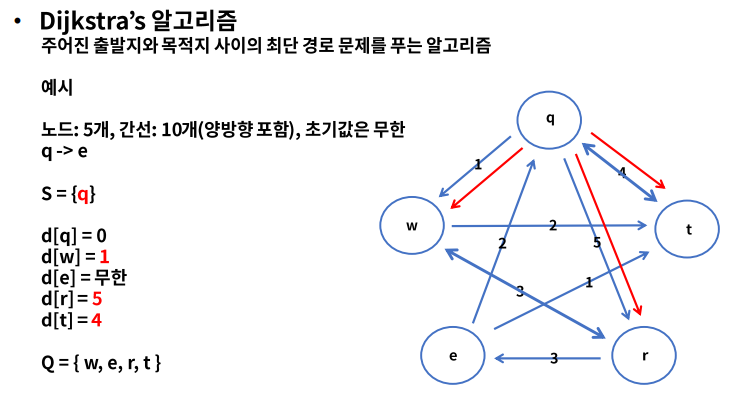 • Dijkstra’s 알고리즘
주어진 출발지와 목적지 사이의 최단 경로 문제를 푸는 알고리즘
예시
노드: 5개, 간선: 10개(양방향 포함), 초기값은 무한
q -> e
S = {q}
d[q] = 0
d[w] = 1
d[e] = 무한
d[r] = 5
d[t] = 4
Q = { w, e, r, t }
q
1
4
w
2
t
2
5
3
1
e
3
r